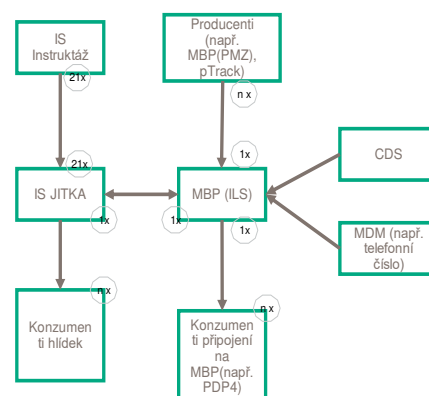 IS
Instruktáž
21x
Producenti
(např.
MBP(PMZ),
pTrack)
n x
21x
IS JITKA
1x
1x
MBP (ILS)
1x
1x
CDS
MDM (např.
telefonní
číslo)
n x
Konzumen
ti hlídek
n x
Konzumen
ti připojení
na
MBP(např.
PDP4)